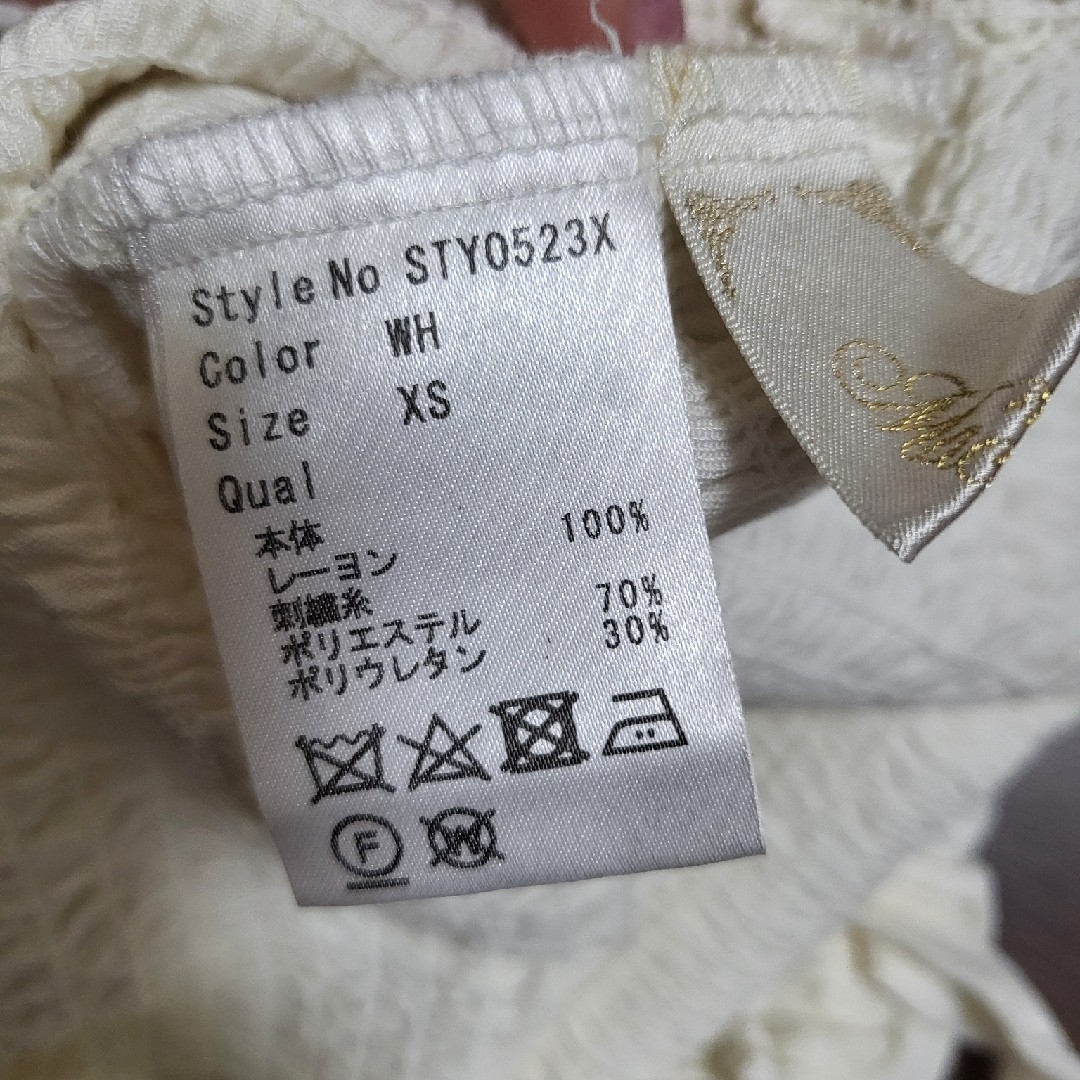 Style No STY0523X
Color WH
Size XS
Qual
本体
レーヨン 100%
刺繍糸
ポリエステル 70%
ポリウレタン 30%
F W